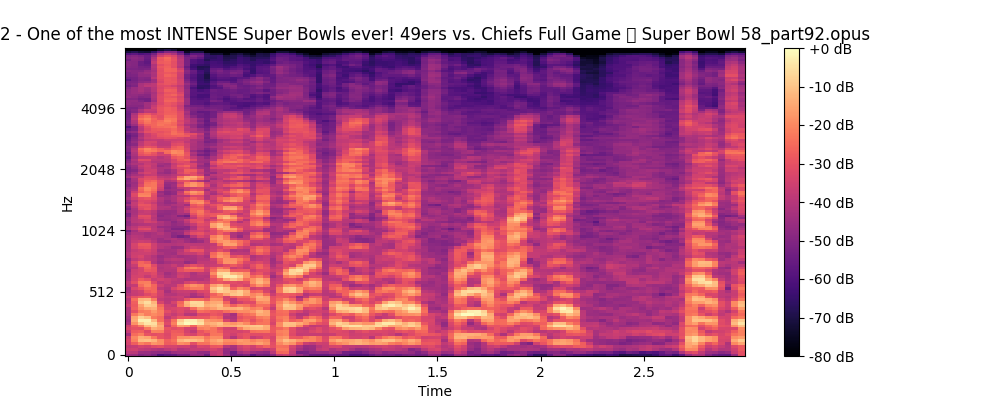 2 - One of the most INTENSE Super Bowls ever! 49ers vs. Chiefs Full Game  Super Bowl 58_part92.opus
+0 dB
-10 dB
-20 dB
-30 dB
-40 dB
-50 dB
-60 dB
-70 dB
-80 dB
Hz
4096
2048
1024
512
0
0 0.5 1 1.5 2 2.5
Time